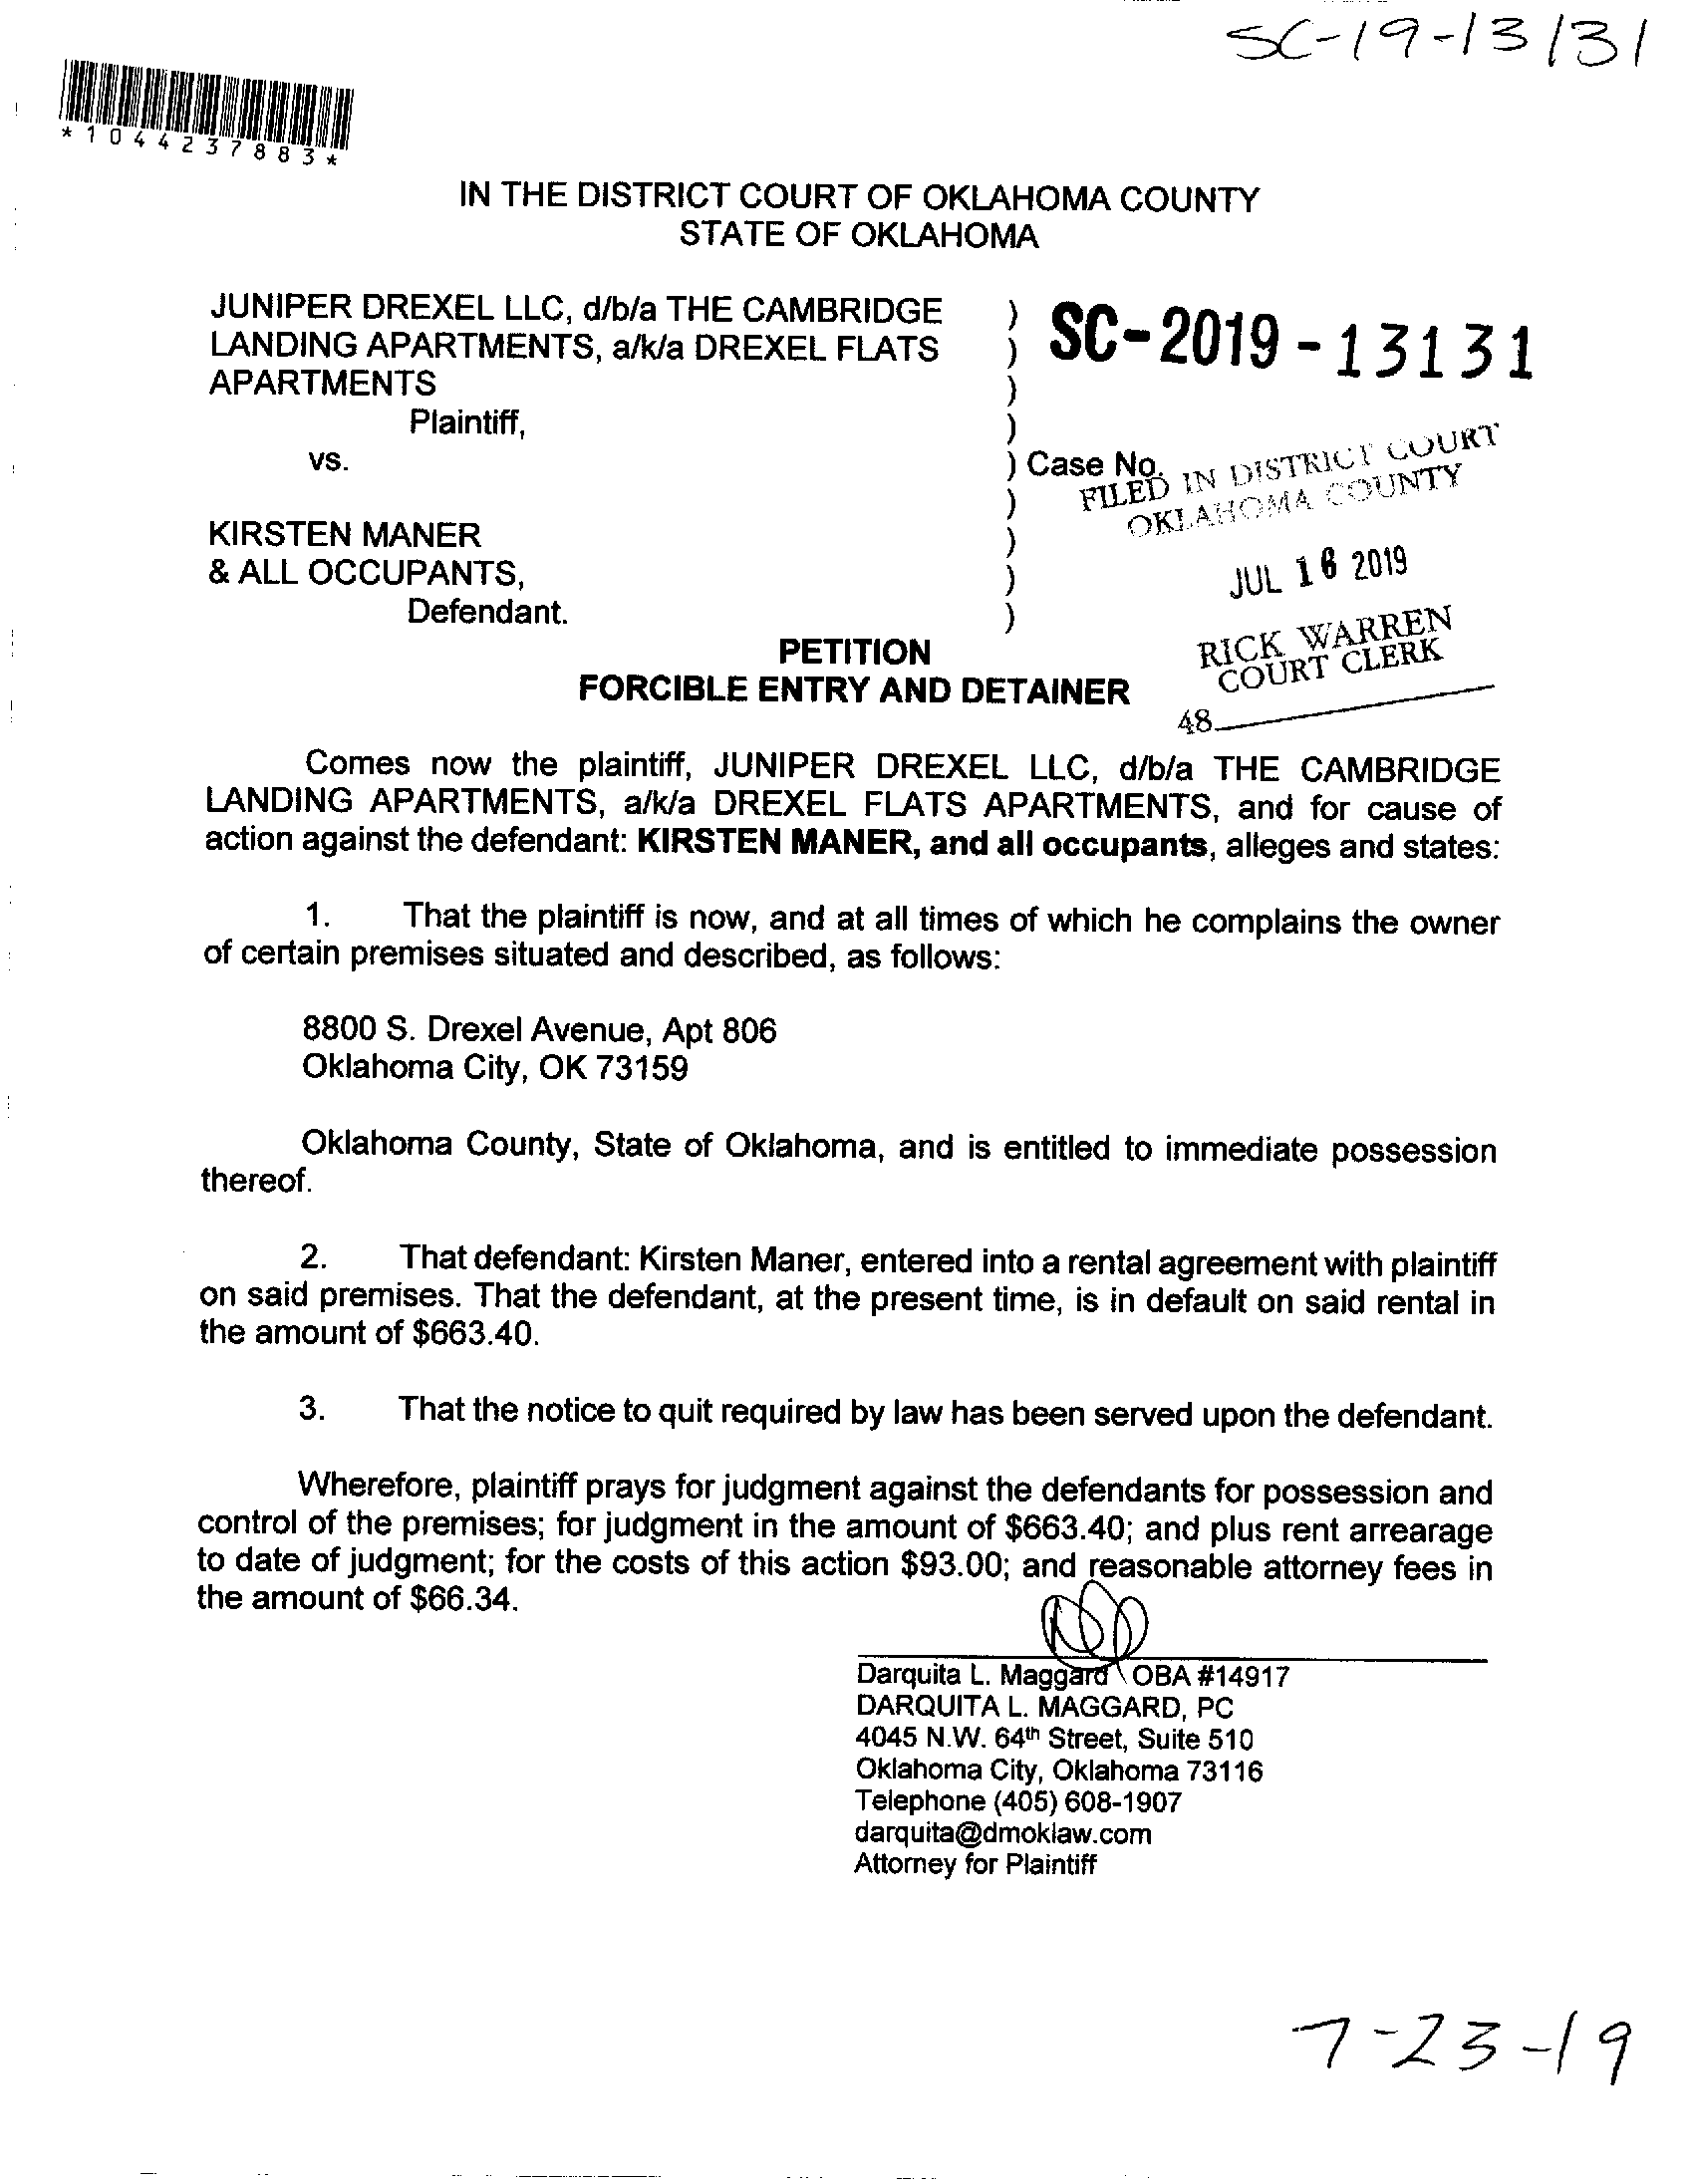 SC-19-13131
*1044237883*
IN THE DISTRICT COURT OF OKLAHOMA COUNTY
STATE OF OKLAHOMA
JUNIPER DREXEL LLC, d/b/a THE CAMBRIDGE )
LANDING APARTMENTS, a/k/a DREXEL FLATS )
APARTMENTS )
SC-2019-13131
Plaintiff, )
vs. ) Case No.
)
FILED IN DISTRICT COURT
OKLAHOMA COUNTY
KIRSTEN MANER )
& ALL OCCUPANTS, )
JUL 16 2019
Defendant. )
RICK WARREN
COURT CLERK
48
PETITION
FORCIBLE ENTRY AND DETAINER
Comes now the plaintiff, JUNIPER DREXEL LLC, d/b/a THE CAMBRIDGE
LANDING APARTMENTS, a/k/a DREXEL FLATS APARTMENTS, and for cause of
action against the defendant: KIRSTEN MANER, and all occupants, alleges and states:
1. That the plaintiff is now, and at all times of which he complains the owner
of certain premises situated and described, as follows:
8800 S. Drexel Avenue, Apt 806
Oklahoma City, OK 73159
Oklahoma County, State of Oklahoma, and is entitled to immediate possession
thereof.
2. That defendant: Kirsten Maner, entered into a rental agreement with plaintiff
on said premises. That the defendant, at the present time, is in default on said rental in
the amount of $663.40.
3. That the notice to quit required by law has been served upon the defendant.
Wherefore, plaintiff prays for judgment against the defendants for possession and
control of the premises; for judgment in the amount of $663.40; and plus rent arrearage
to date of judgment; for the costs of this action $93.00; and reasonable attorney fees in
the amount of $66.34.
Darquita L. Maggard OBA #14917
DARQUITA L. MAGGARD, PC
4045 N.W. 64th Street, Suite 510
Oklahoma City, Oklahoma 73116
Telephone (405) 608-1907
darquita@dmoklaw.com
Attorney for Plaintiff
7-23-19